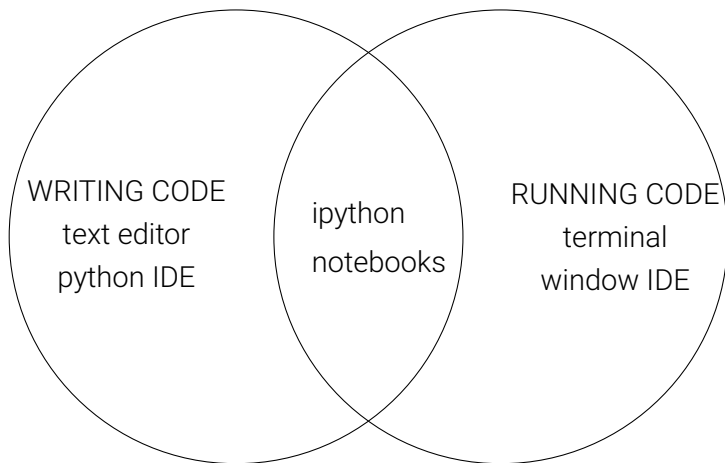 WRITING CODE
text editor
python IDE
ipython
notebooks
RUNNING CODE
terminal
window IDE